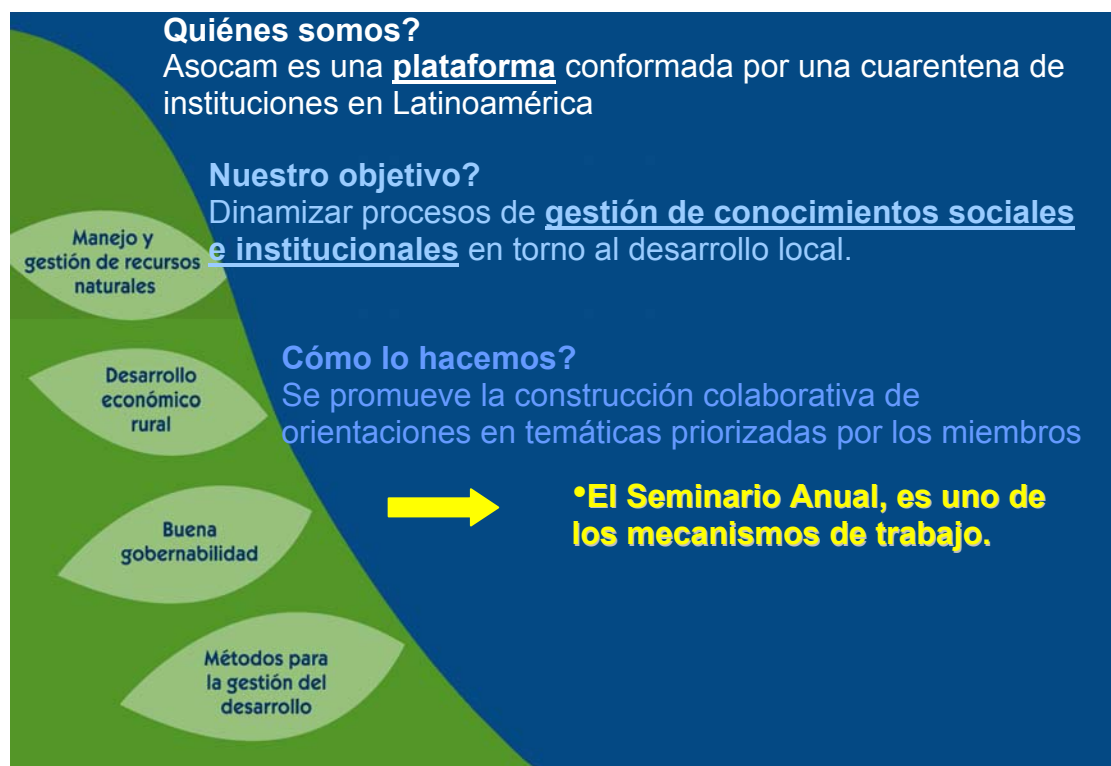 Quiénes somos?
Asocam es una plataforma conformada por una cuarentena de
instituciones en Latinoamérica
Nuestro objetivo?
Dinamizar procesos de gestión de conocimientos sociales
e institucionales en torno al desarrollo local.
Cómo lo hacemos?
Se promueve la construcción colaborativa de
orientaciones en temáticas priorizadas por los miembros
•El Seminario Anual, es uno de
los mecanismos de trabajo.
Manejo y
gestión de recursos
naturales
Desarrollo
económico
rural
Buena
gobernabilidad
Métodos para
la gestión del
desarrollo